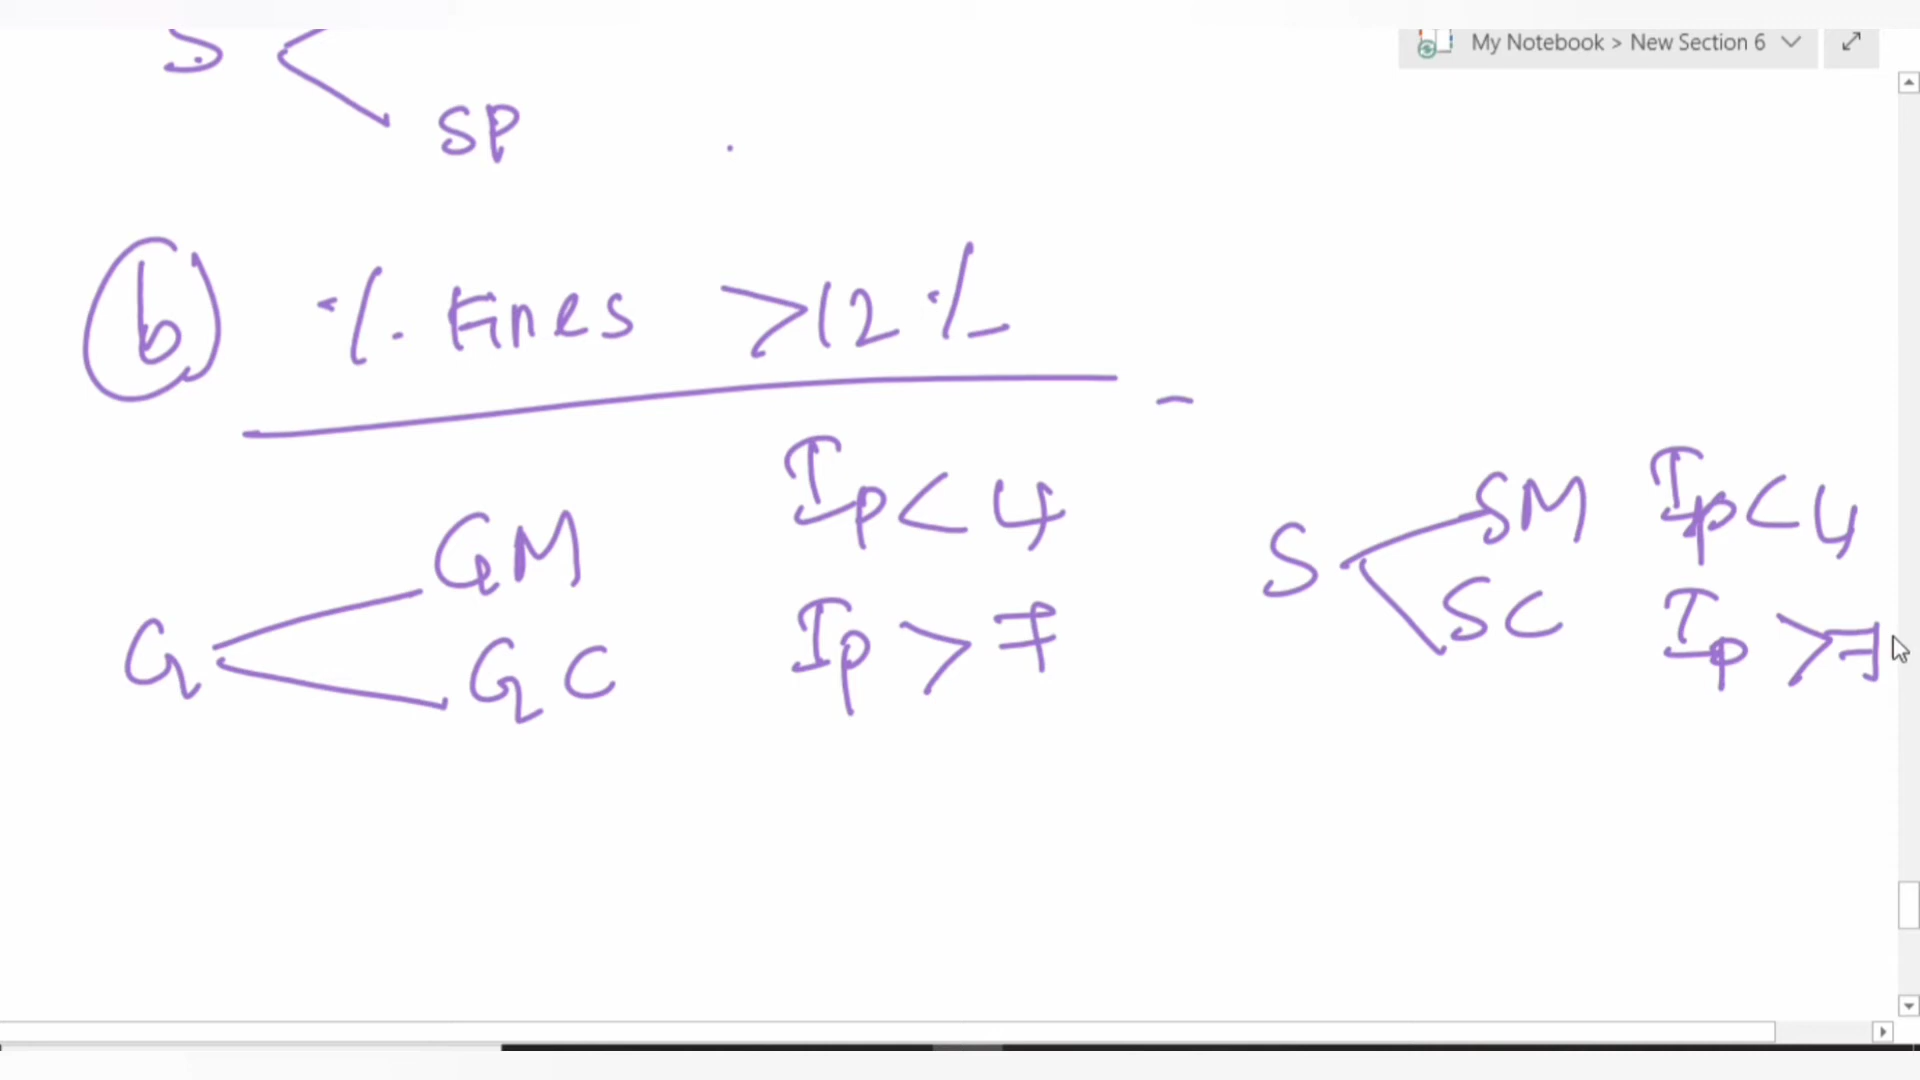 My Notebook > New Section 6
S
SP
b % Fines >12 %
G GM Ip < 4
GC Ip > 7
S SM Ip < 4
SC Ip > 7